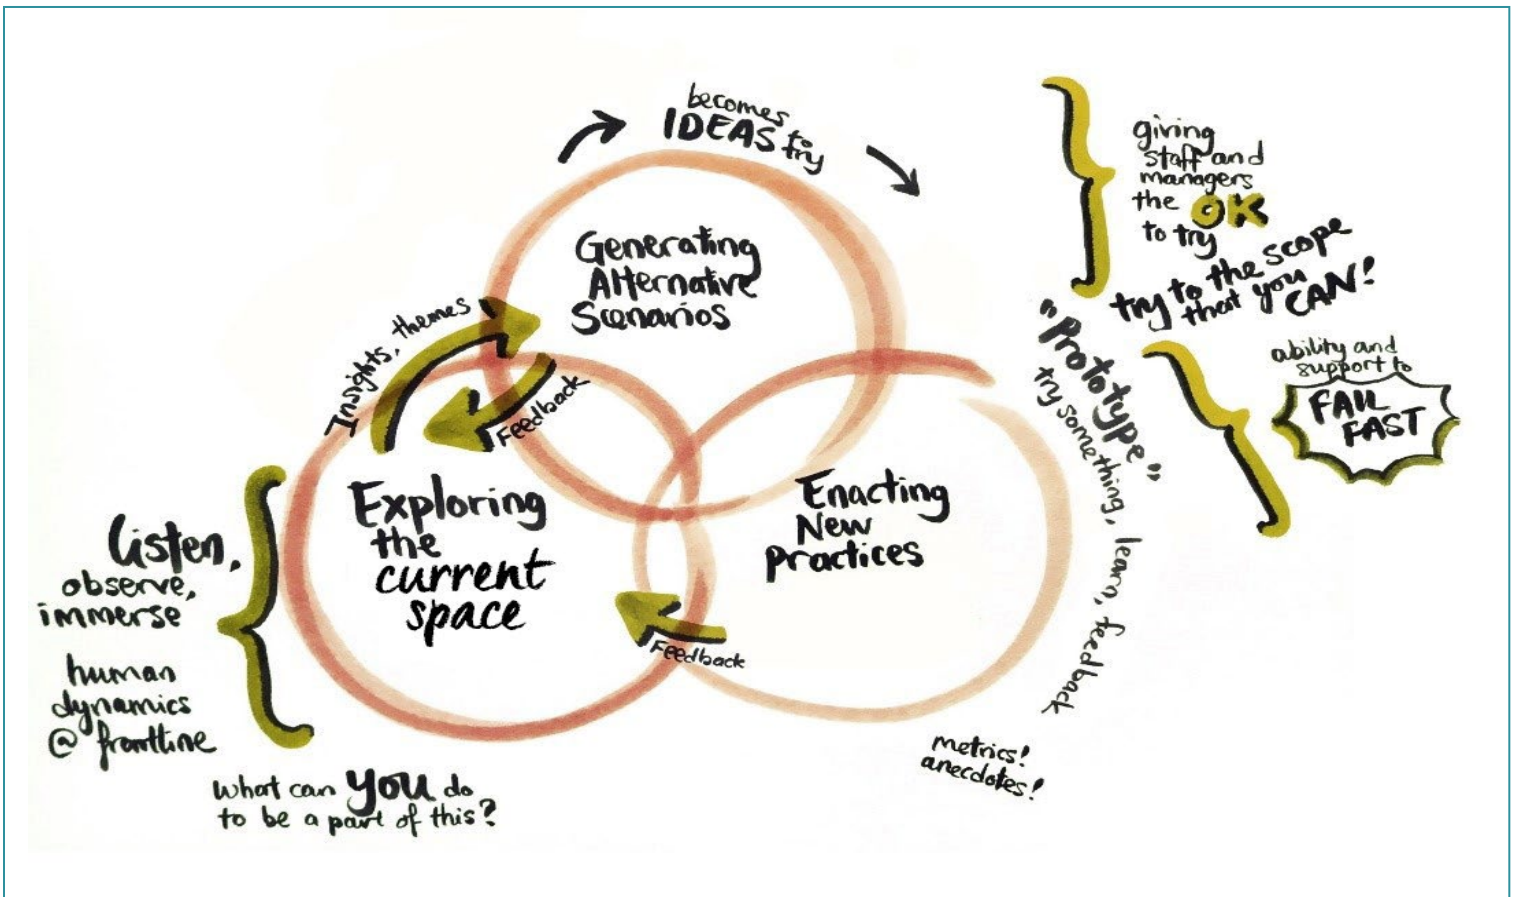 becomes
IDEAS to
try
Generating
Alternative
Scenarios
Insights, themes
Feedback
Exploring
the
current
space
Enacting
New
Practices
Feedback
Listen,
observe,
immerse
human
dynamics
@ frontline
What can YOU do
to be a part of this?
giving
staff and
managers
the OK
to try
try to the scope
that you
CAN!
"Prototype"
try something, learn, feedback
ability and
support to
FAIL
FAST
metrics!
anecdotes!